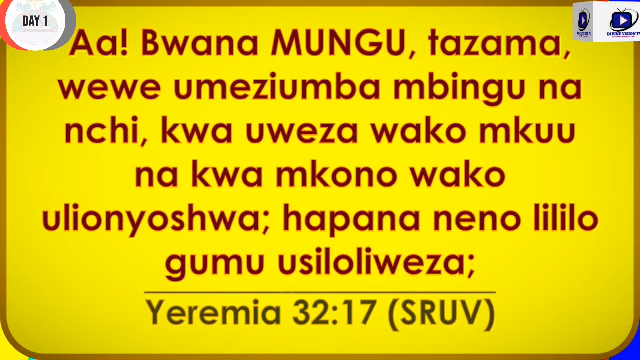 DAY 1
Aa! Bwana MUNGU, tazama,
wewe umeziumba mbingu na
nchi, kwa uweza wako mkuu
na kwa mkono wako
ulionyoshwa; hapana neno lililo
gumu usiloliweza;
Yeremia 32:17 (SRUV)